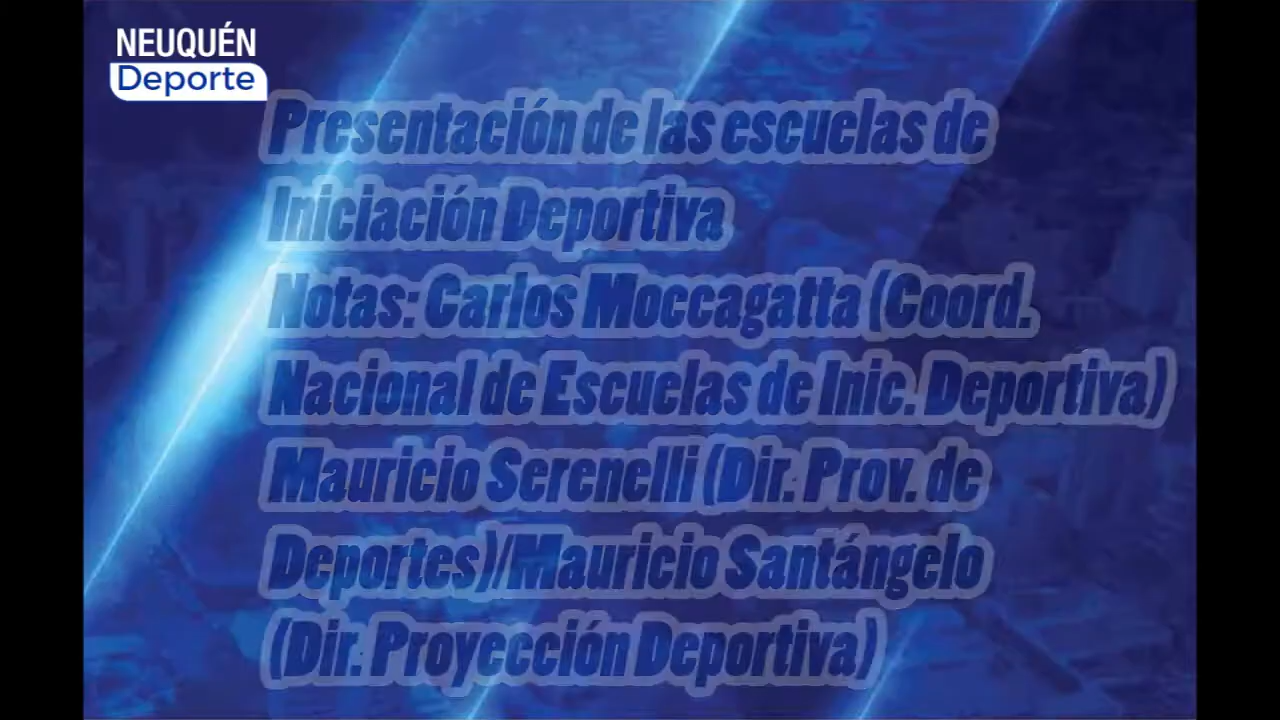 NEUQUÉN
Deporte
Presentación de las escuelas de
Iniciación Deportiva
Notas: Carlos Moccagatta (Coord.
Nacional de Escuelas de Inic. Deportiva)
Mauricio Serenelli (Dir. Prov. de
Deportes)/Mauricio Santángelo
(Dir. Proyección Deportiva)